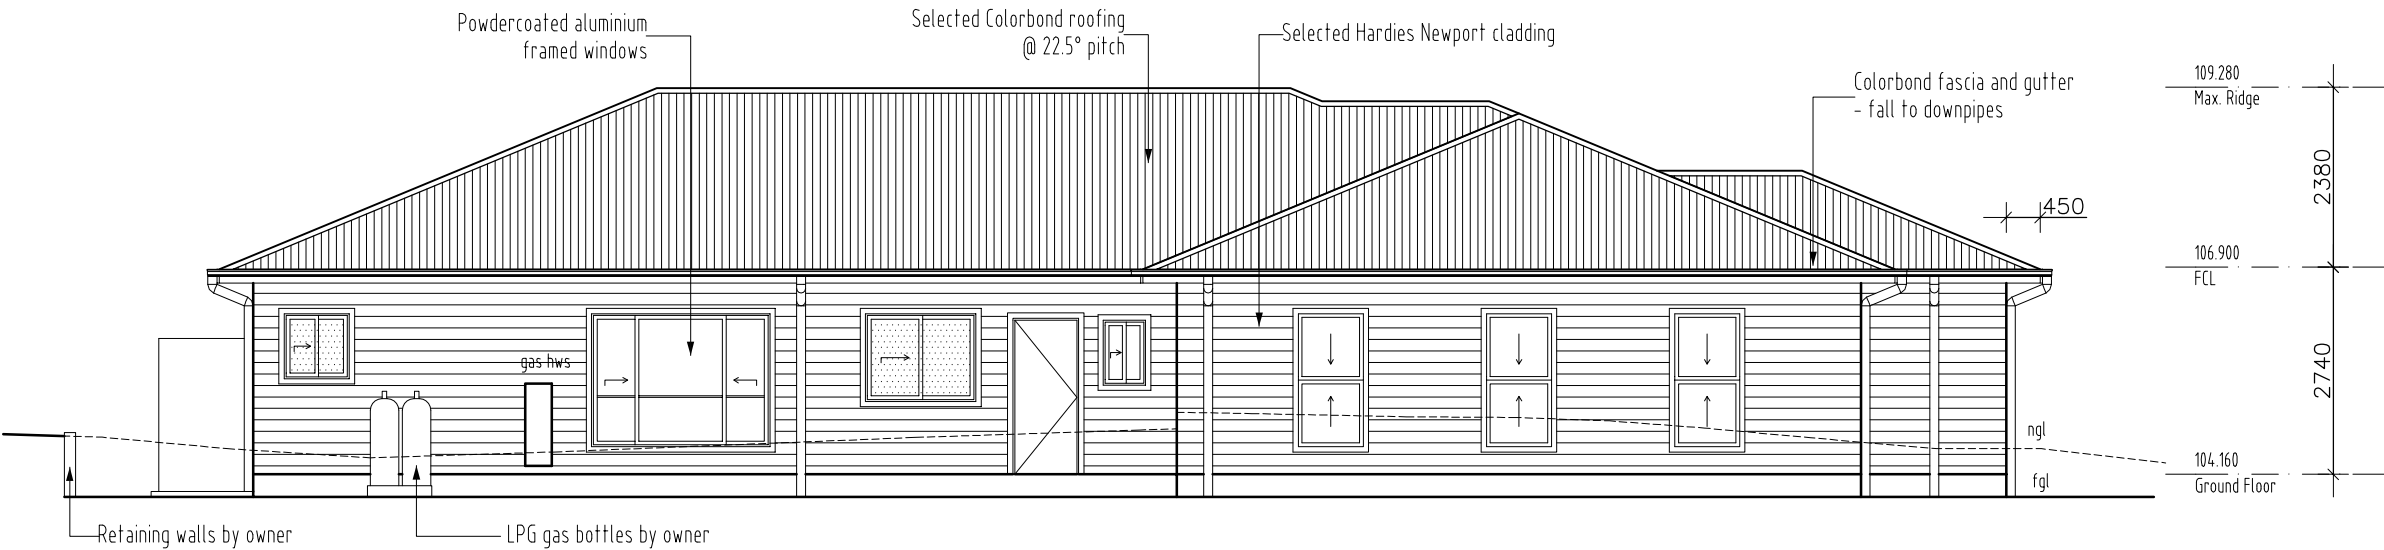 Powdercoated aluminium
framed windows
Selected Colorbond roofing
@ 22.5° pitch
Selected Hardies Newport cladding
Colorbond fascia and gutter
- fall to downpipes
109.280
Max. Ridge
2380
450
106.900
FCL
gas hws
2740
ngl
104.160
Ground Floor
fgl
Retaining walls by owner
LPG gas bottles by owner